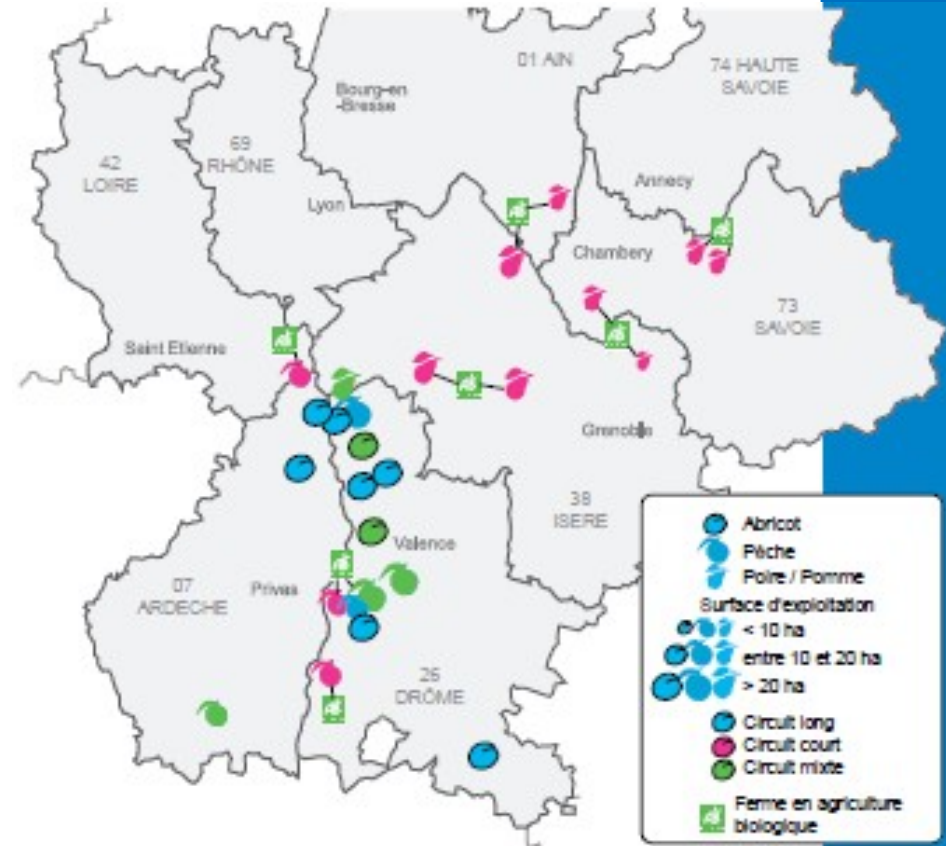 01 AIN
74 HAUTE
SAVOIE
Bourg-en
-Bresse
69
RHÔNE
42
LOIRE
Annecy
Lyon
Chambery
73
SAVOIE
Saint Etienne
Grenoble
38
ISERE
Valence
07
ARDECHE
Privas
26
DRÔME
Abricot
Pèche
Poire / Pomme
Surface d'exploitation
< 10 ha
entre 10 et 20 ha
> 20 ha
Circuit long
Circuit court
Circuit mixte
AB
Ferme en agriculture
biologique